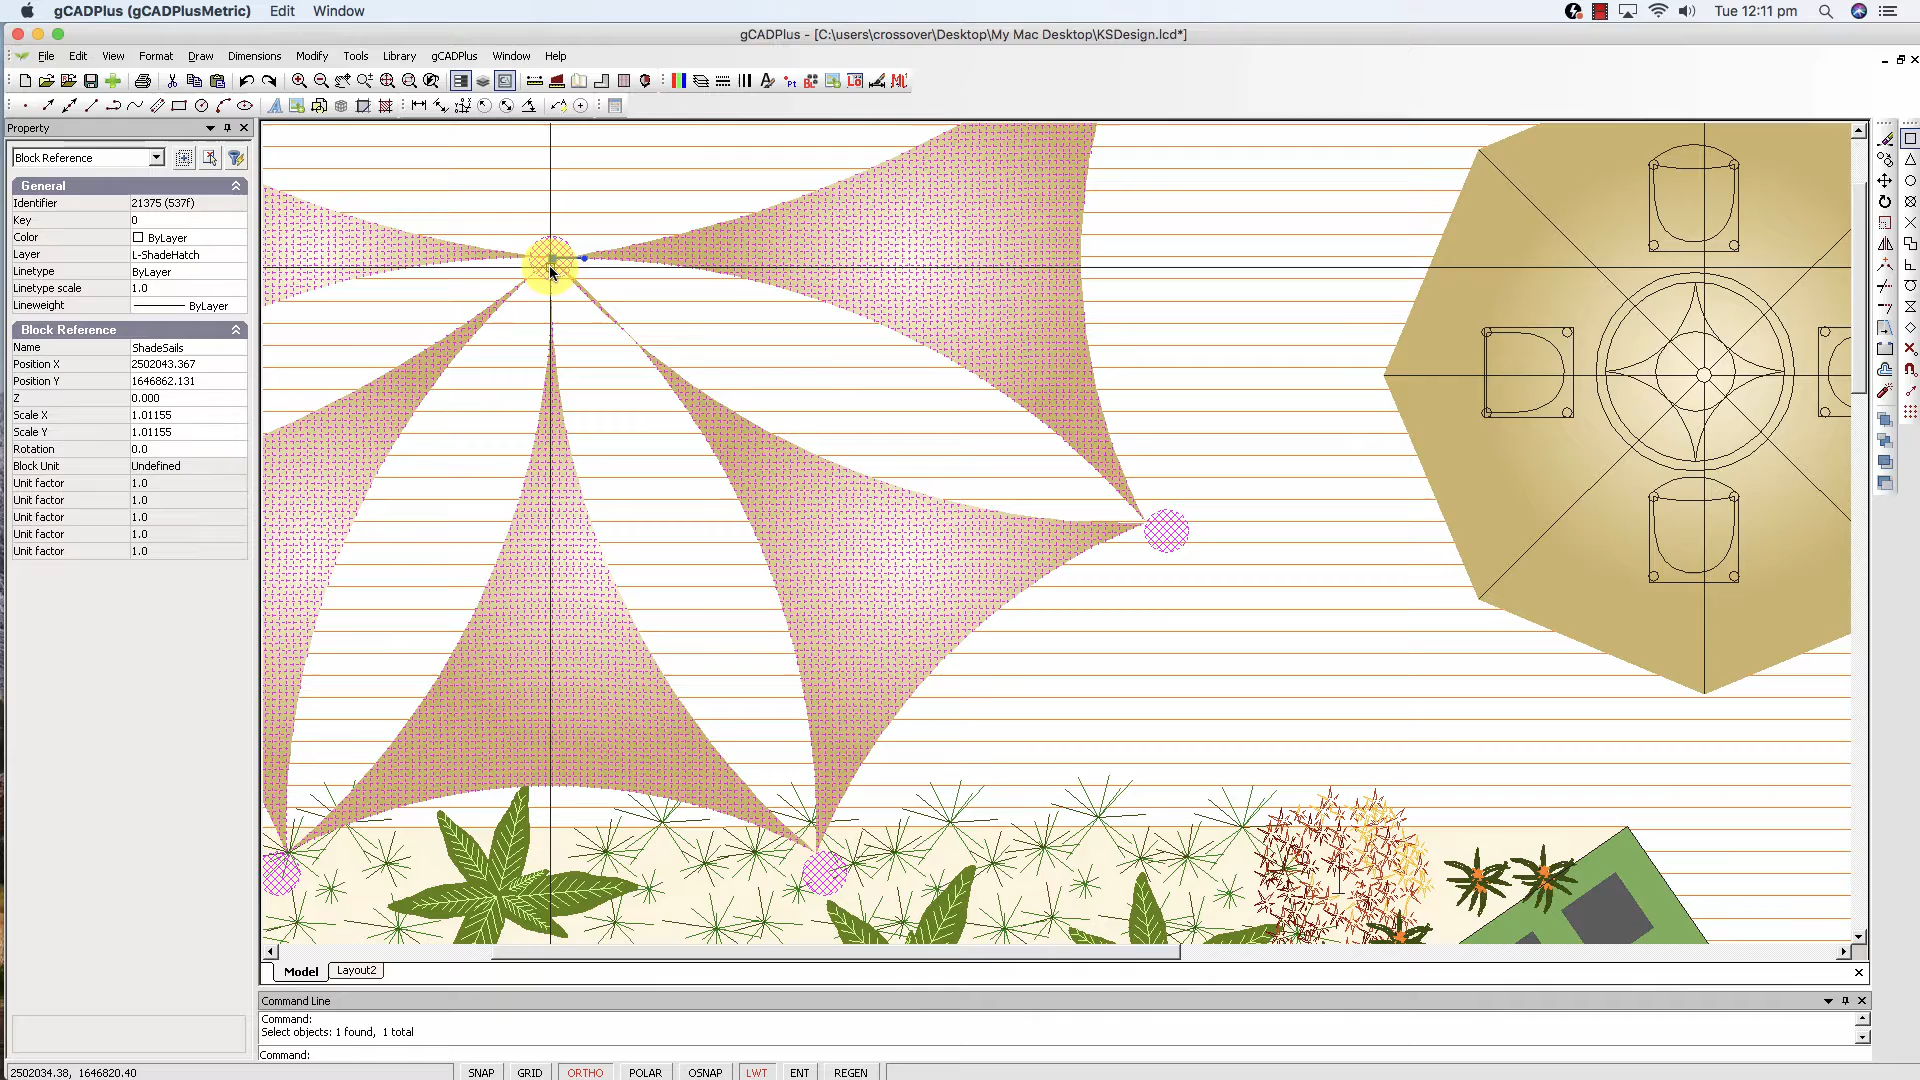 gCADPlus (gCADPlusMetric) Edit Window Tue 12:11 pm
gCADPlus - [C:\users\crossover\Desktop\My Mac Desktop\KSDesign.lcd*]
File Edit View Insert Format Draw Dimensions Modify Tools Library gCADPlus Window Help
Property
Block Reference
General
Identifier 21375 (537f)
Key 0
Color ByLayer
Layer L-ShadeHatch
Linetype ByLayer
Linetype scale 1.0
Lineweight ByLayer
Block Reference
Name ShadeSails
Position X 2502043.367
Position Y 1646862.131
Z 0.000
Scale X 1.01155
Scale Y 1.01155
Rotation 0.0
Block Unit Undefined
Unit factor 1.0
Unit factor 1.0
Unit factor 1.0
Unit factor 1.0
Unit factor 1.0
Model Layout2
Command Line
Command:
Select objects: 1 found, 1 total
Command:
2502034.38, 1646820.40 SNAP GRID ORTHO POLAR OSNAP LWT ENT REGEN